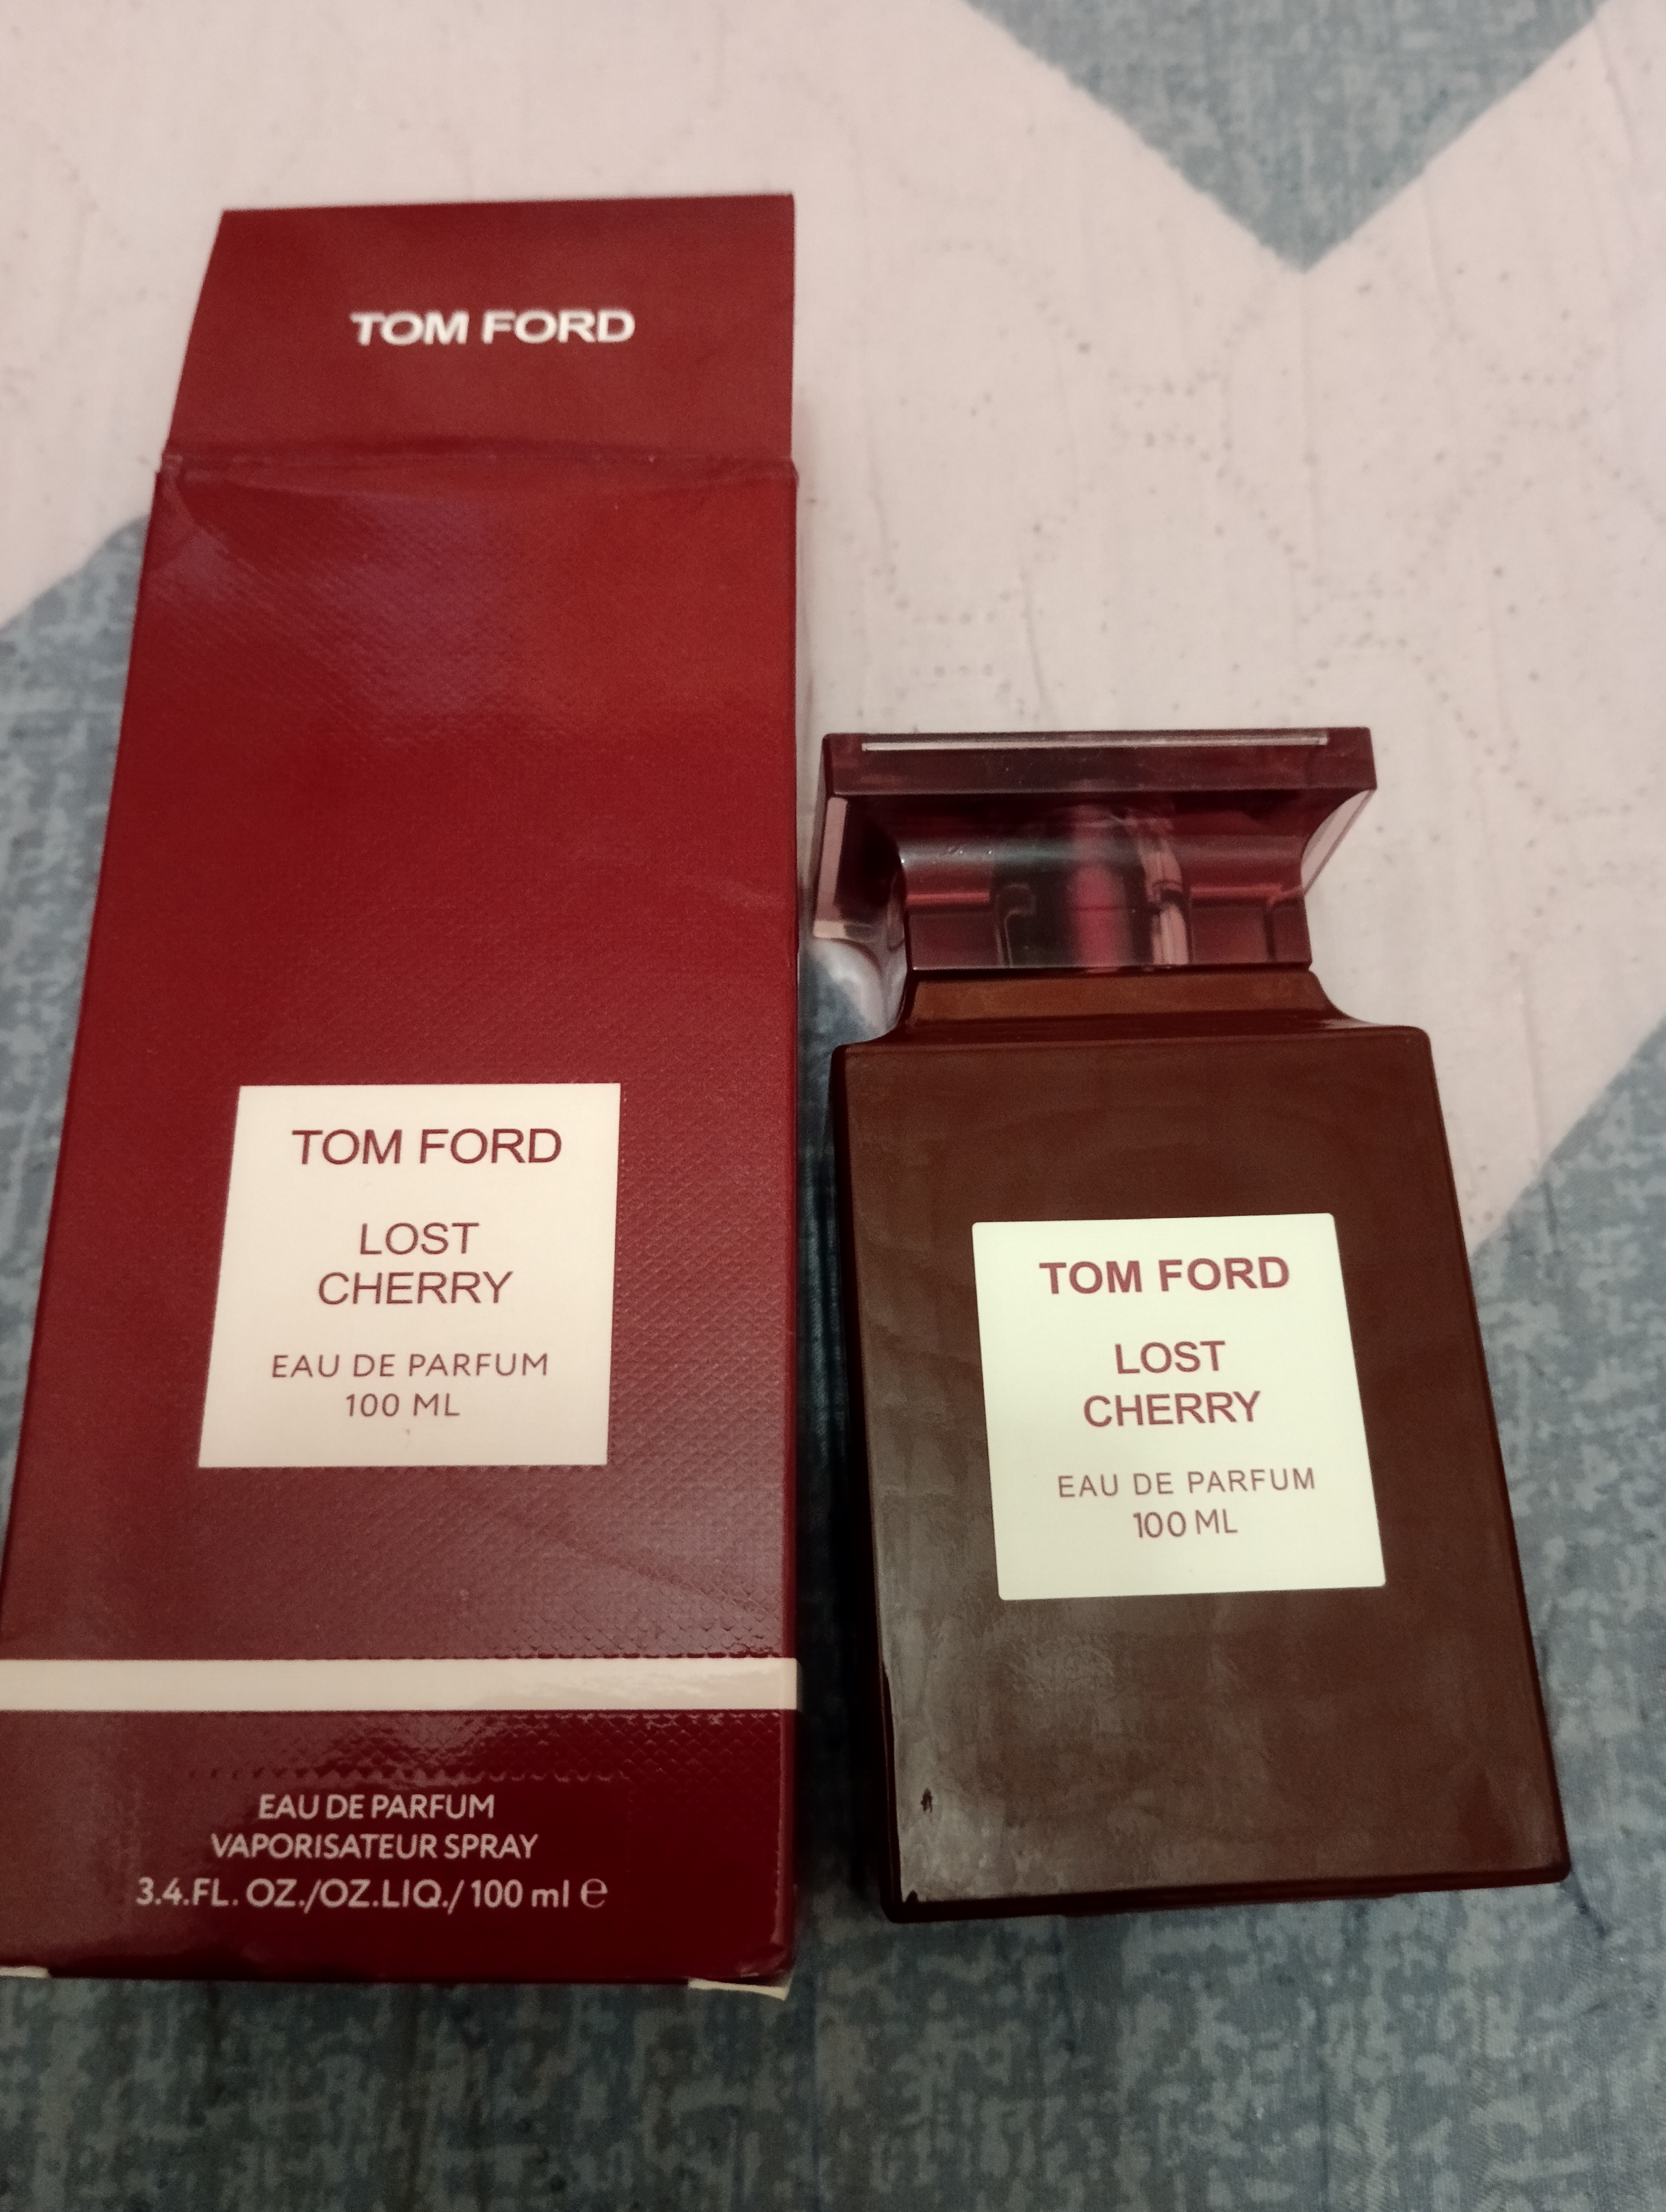 TOM FORD
TOM FORD
LOST
CHERRY
EAU DE PARFUM
100 ML
EAU DE PARFUM
VAPORISATEUR SPRAY
3.4.FL. OZ./OZ.LIQ./ 100 ml ℮
TOM FORD
LOST
CHERRY
EAU DE PARFUM
100 ML